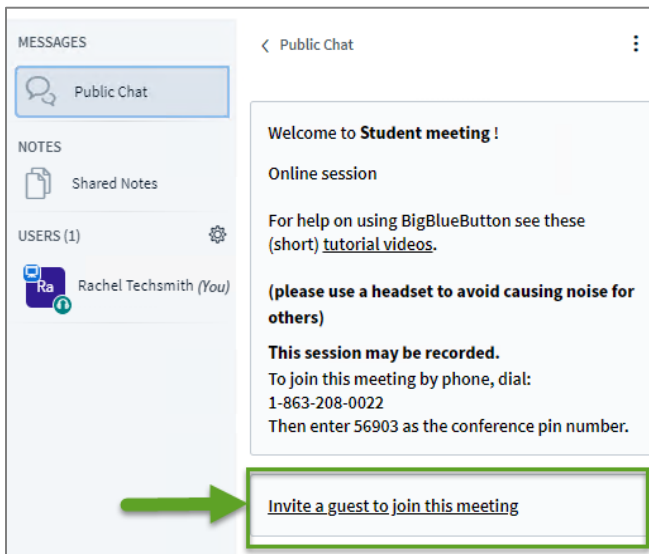 MESSAGES
Public Chat
NOTES
Shared Notes
USERS (1)
Ra
Rachel Techsmith (You)
Public Chat
Welcome to Student meeting !
Online session
For help on using BigBlueButton see these
(short) tutorial videos.
(please use a headset to avoid causing noise for
others)
This session may be recorded.
To join this meeting by phone, dial:
1-863-208-0022
Then enter 56903 as the conference pin number.
Invite a guest to join this meeting